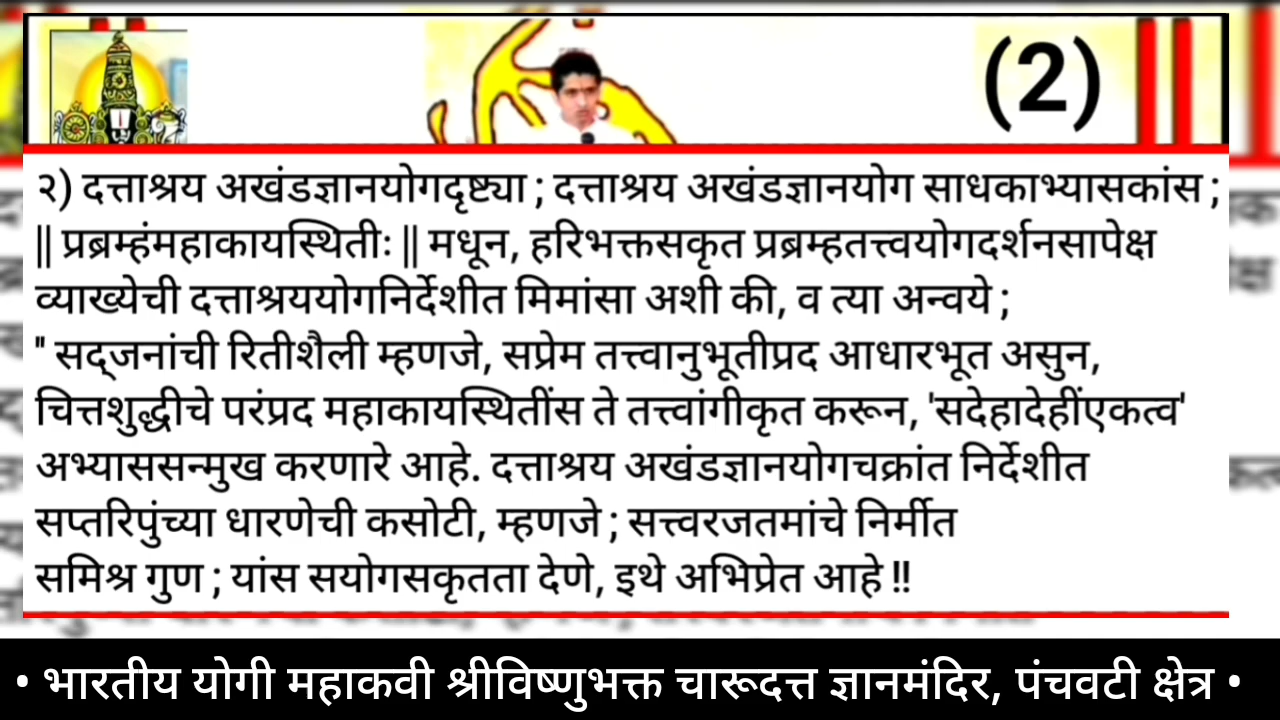 (2)
२) दत्ताश्रय अखंडज्ञानयोगदृष्ट्या ; दत्ताश्रय अखंडज्ञानयोग साधकाभ्यासकांस ;
|| प्रब्रम्हंमहाकायस्थितीः || मधून, हरिभक्तसकृत प्रब्रम्हतत्त्वयोगदर्शनसापेक्ष
व्याख्येची दत्ताश्रययोगनिर्देशीत मिमांसा अशी की, व त्या अन्वये ;
" सद्जनांची रितीशैली म्हणजे, सप्रेम तत्त्वानुभूतीप्रद आधारभूत असुन,
चित्तशुद्धीचे परंप्रद महाकायस्थितींस ते तत्त्वांगीकृत करून, 'सदेहादेहींएकत्व'
अभ्याससन्मुख करणारे आहे. दत्ताश्रय अखंडज्ञानयोगचक्रांत निर्देशीत
सप्तरिपुंच्या धारणेची कसोटी, म्हणजे ; सत्त्वरजतमांचे निर्मीत
समिश्र गुण ; यांस सयोगसकृतता देणे, इथे अभिप्रेत आहे !!
• भारतीय योगी महाकवी श्रीविष्णुभक्त चारूदत्त ज्ञानमंदिर, पंचवटी क्षेत्र •